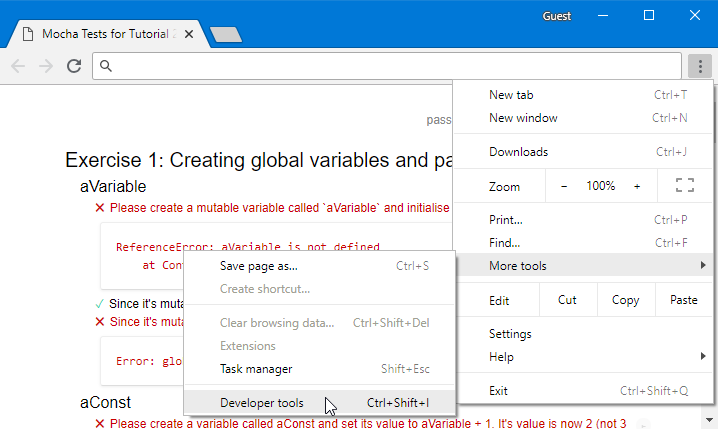 Guest
Mocha Tests for Tutorial
pass
Exercise 1: Creating global variables and pa
aVariable
Please create a mutable variable called `aVariable` and initialise
ReferenceError: aVariable is not defined
at Con
Since it's muta
Since it's muta
Error: glo
aConst
Please create a variable called aConst and set its value to aVariable + 1. It's value is now 2 (not 3
New tab Ctrl+T
New window Ctrl+N
Downloads Ctrl+J
Zoom − 100% +
Print... Ctrl+P
Find... Ctrl+F
More tools
Edit Cut Copy Paste
Settings
Help
Exit Ctrl+Shift+Q
Save page as... Ctrl+S
Create shortcut...
Clear browsing data... Ctrl+Shift+Del
Extensions
Task manager Shift+Esc
Developer tools Ctrl+Shift+I